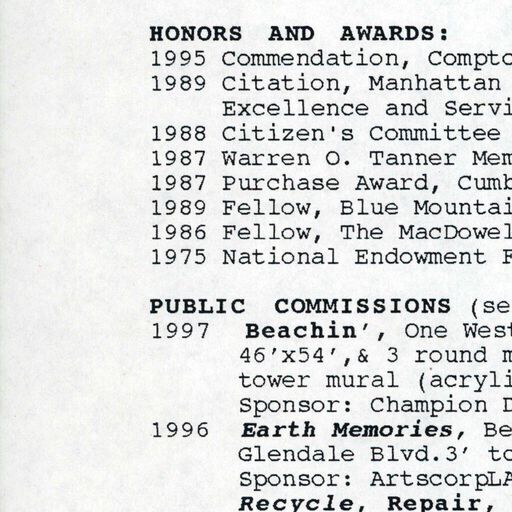 HONORS AND AWARDS:
1995 Commendation, Compto
1989 Citation, Manhattan
Excellence and Servi
1988 Citizen's Committee
1987 Warren O. Tanner Mem
1987 Purchase Award, Cumb
1989 Fellow, Blue Mountai
1986 Fellow, The MacDowel
1975 National Endowment F
PUBLIC COMMISSIONS (se
1997 Beachin', One West
46'x54',& 3 round m
tower mural (acryli
Sponsor: Champion D
1996 Earth Memories, Be
Glendale Blvd.3' to
Sponsor: ArtscorpLA
Recycle, Repair,